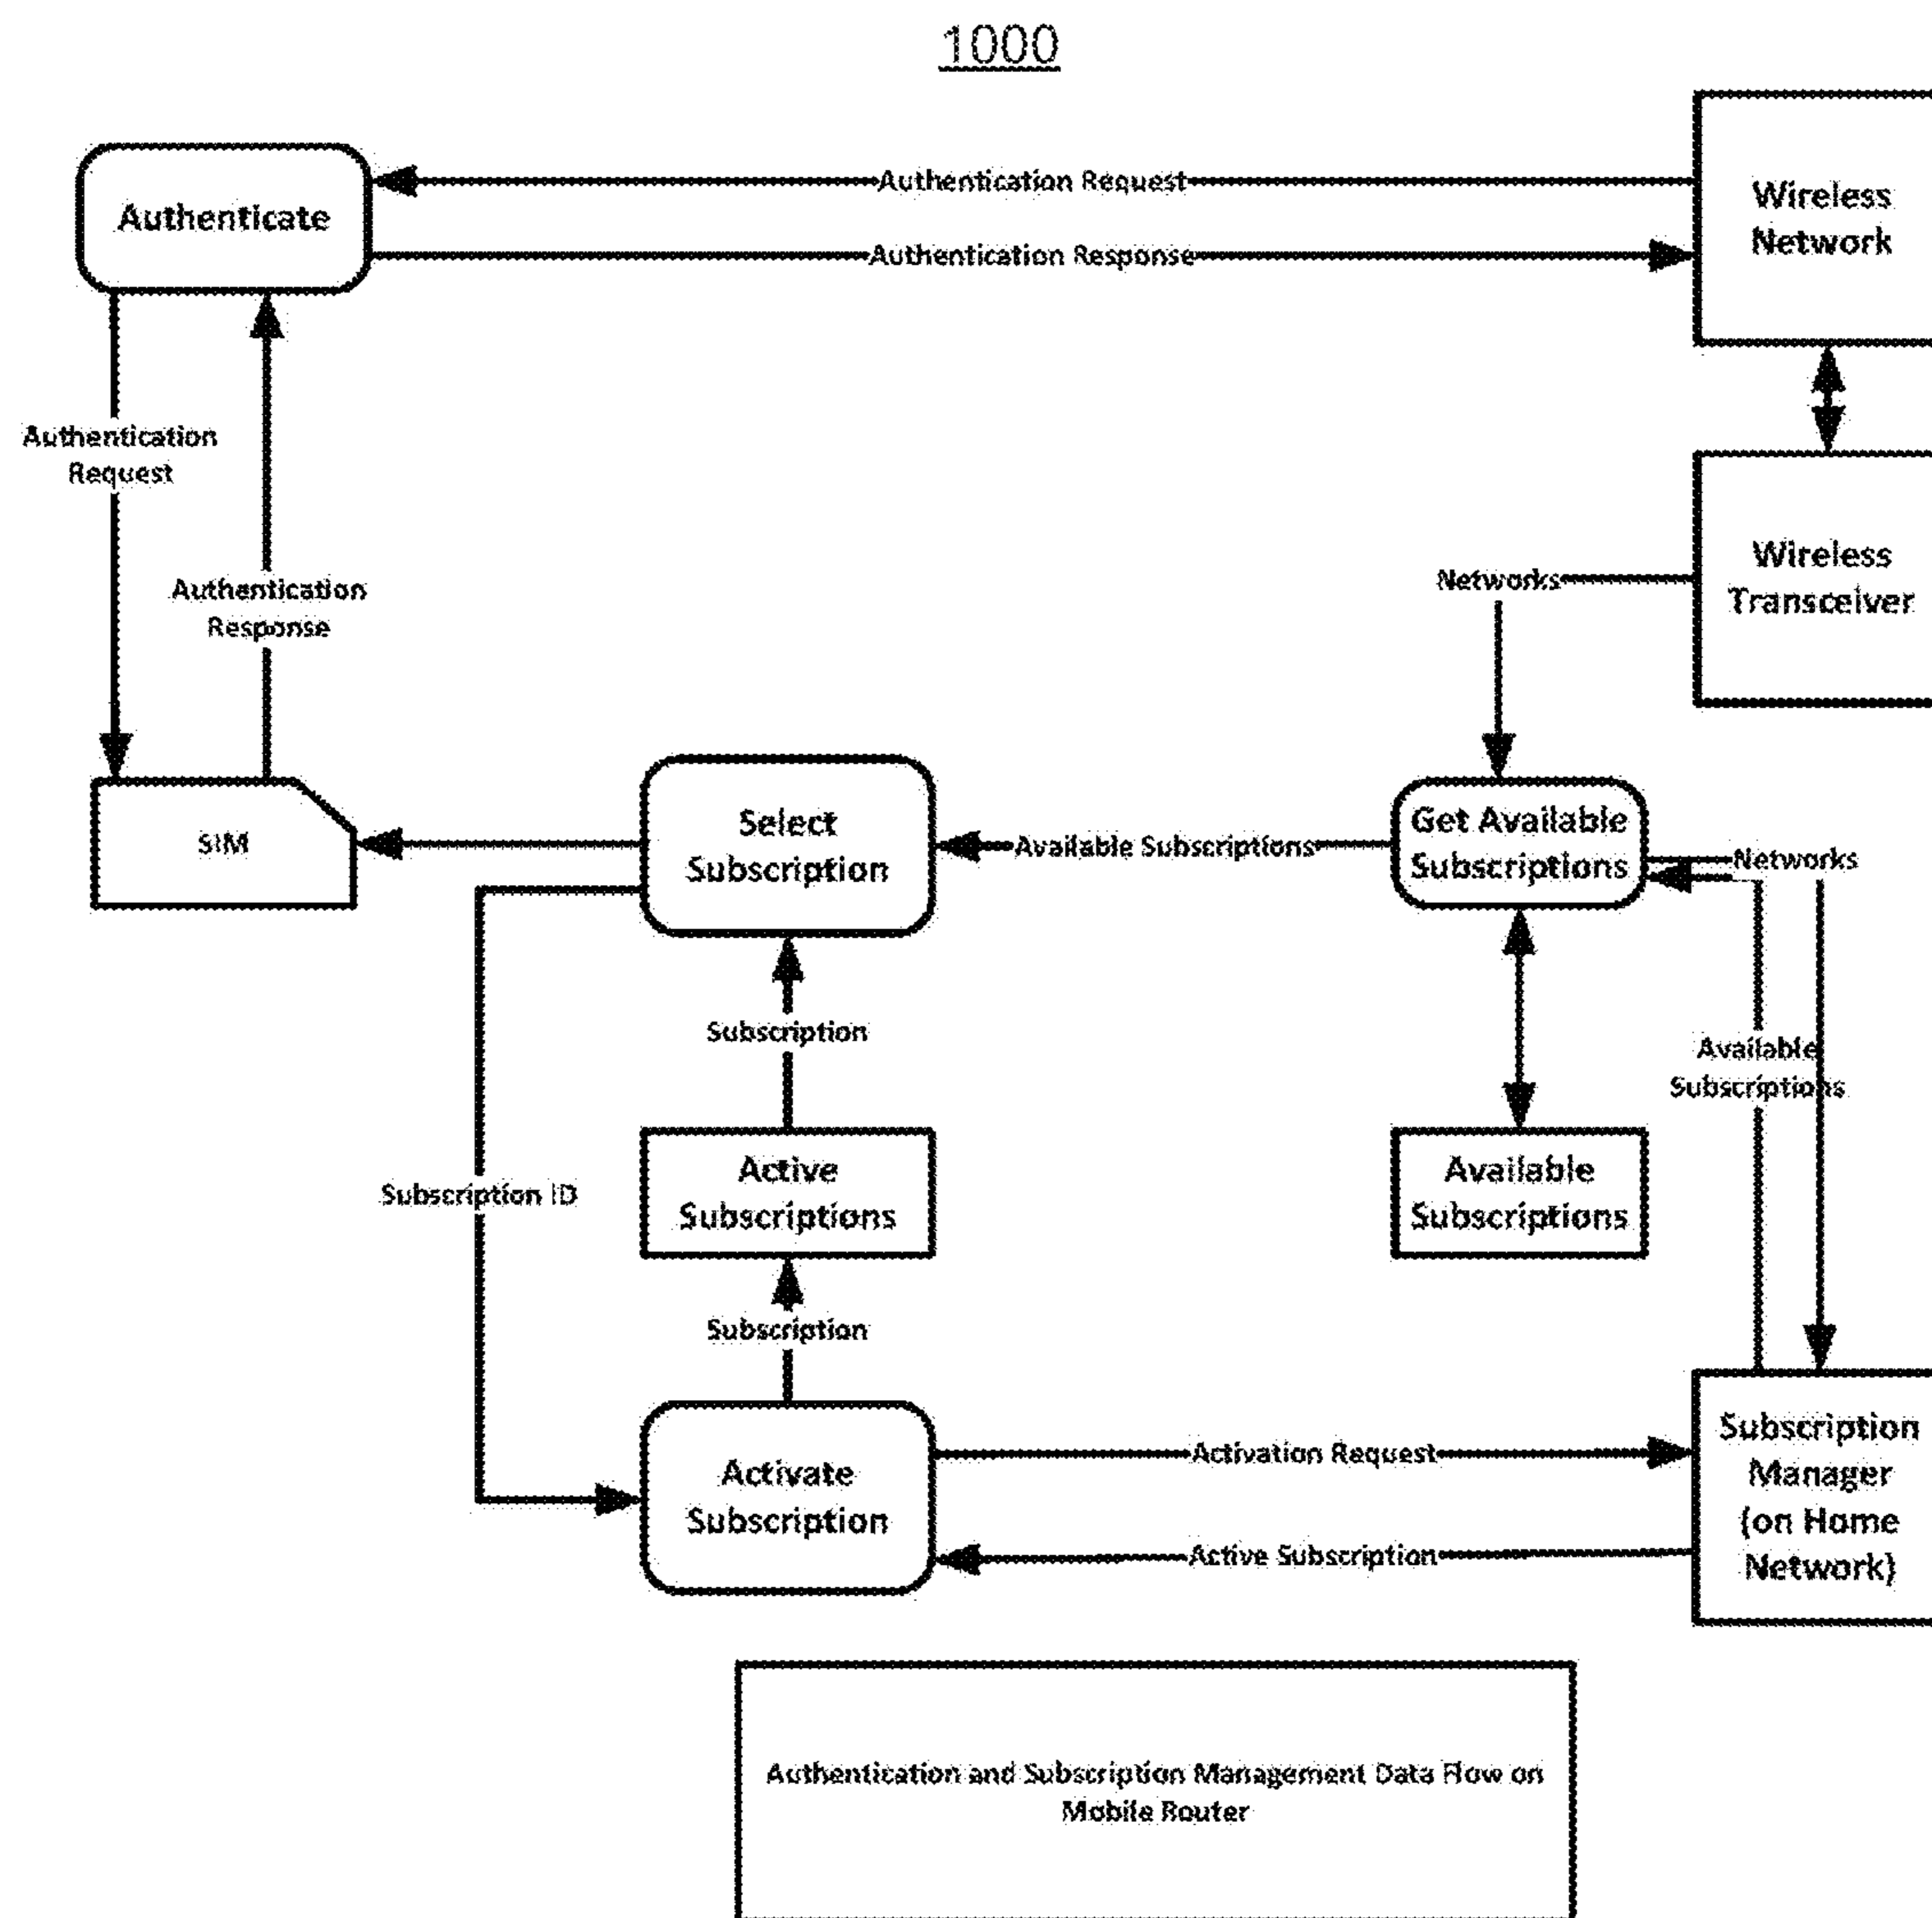 1000
Authentication Request
Wireless
Network
Authenticate
Authentication Response
Authentication
Request
Wireless
Transceiver
Networks
Authentication
Response
Select
Subscription
Get Available
Subscriptions
SIM
Available Subscriptions
Networks
Subscription
Available
Subscriptions
Active
Subscriptions
Available
Subscriptions
Subscription ID
Subscription
Activation Request
Subscription
Manager
(on Home
Network)
Activate
Subscription
Active Subscription
Authentication and Subscription Management Data Flow on
Mobile Router